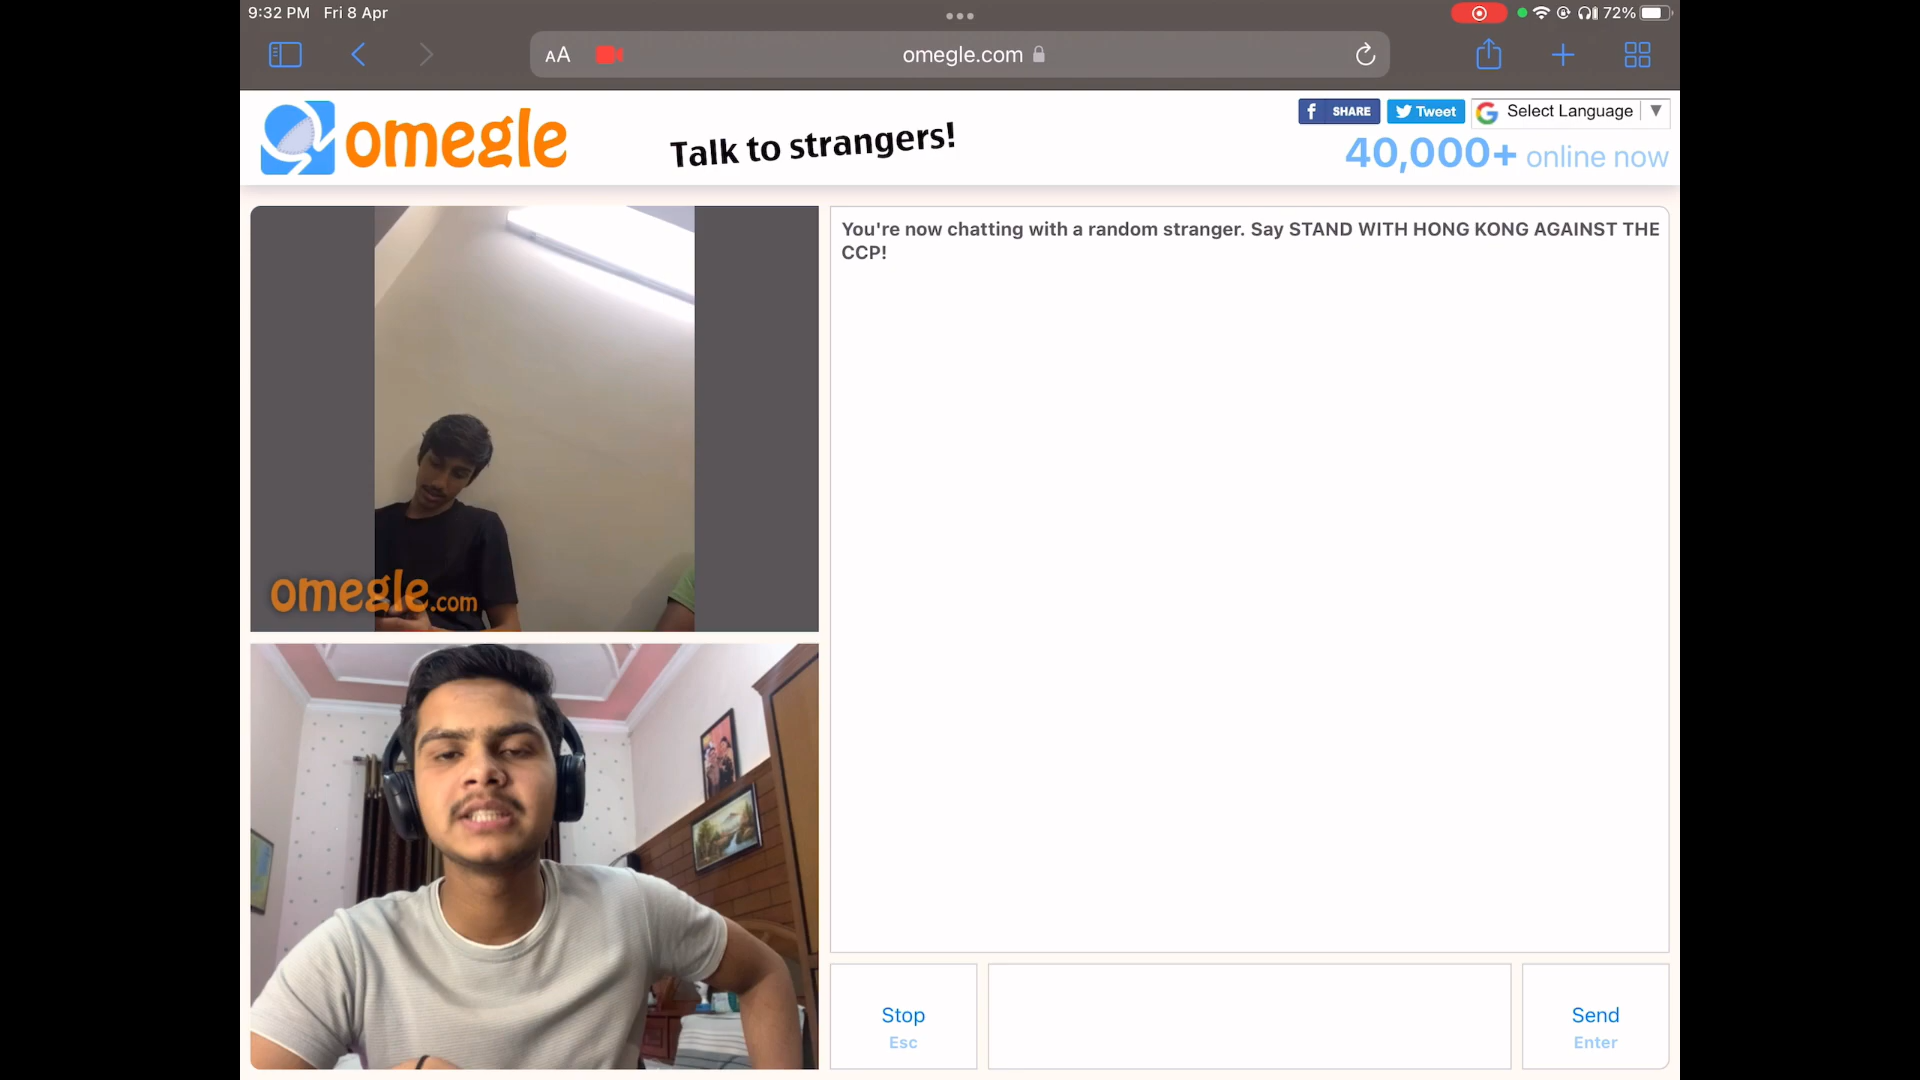 9:32 PM Fri 8 Apr
72%
AA
omegle.com
omegle
Talk to strangers!
SHARE
Tweet
Select Language
40,000+ online now
You're now chatting with a random stranger. Say STAND WITH HONG KONG AGAINST THE
CCP!
omegle.com
Stop
Esc
Send
Enter